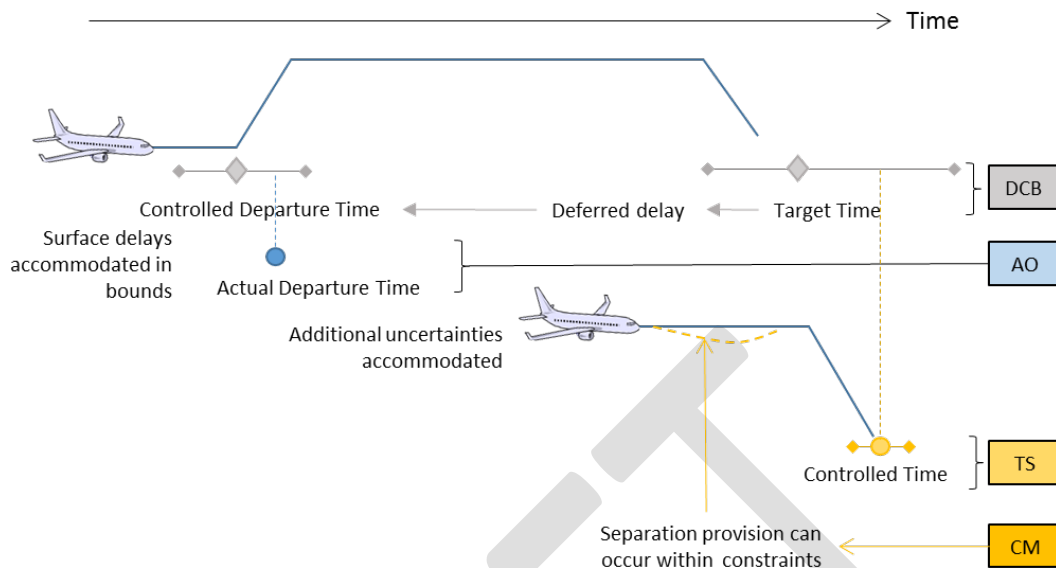 Time
DCB
Controlled Departure Time
Deferred delay
Target Time
Surface delays
accommodated in
bounds
AO
Actual Departure Time
Additional uncertainties
accommodated
TS
Controlled Time
Separation provision can
occur within constraints
CM